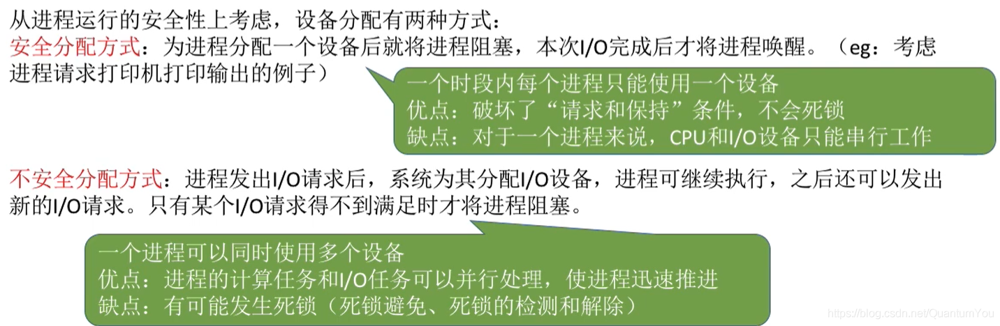 从进程运行的安全性上考虑，设备分配有两种方式：
安全分配方式：为进程分配一个设备后就将进程阻塞，本次I/O完成后才将进程唤醒。（eg：考虑
进程请求打印机打印输出的例子）
一个时段内每个进程只能使用一个设备
优点：破坏了“请求和保持”条件，不会死锁
缺点：对于一个进程来说，CPU和I/O设备只能串行工作
不安全分配方式：进程发出I/O请求后，系统为其分配I/O设备，进程可继续执行，之后还可以发出
新的I/O请求。只有某个I/O请求得不到满足时才将进程阻塞。
一个进程可以同时使用多个设备
优点：进程的计算任务和I/O任务可以并行处理，使进程迅速推进
缺点：有可能发生死锁（死锁避免、死锁的检测和解除）
https://blog.csdn.net/QuantumYou